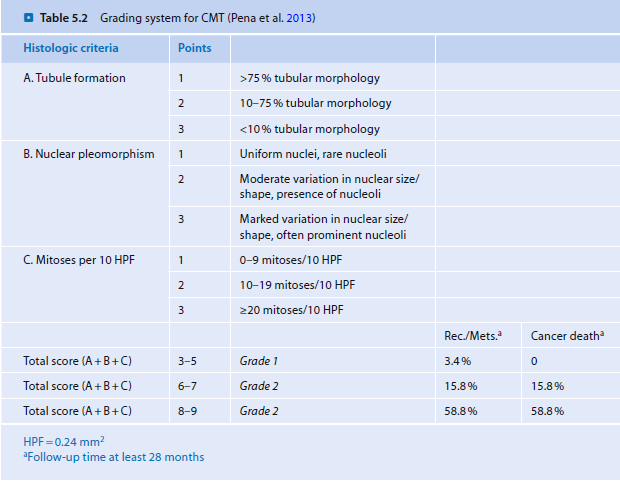 Table 5.2 Grading system for CMT (Pena et al. 2013)
Histologic criteria Points
A. Tubule formation 1 >75 % tubular morphology
2 10–75 % tubular morphology
3 <10 % tubular morphology
B. Nuclear pleomorphism 1 Uniform nuclei, rare nucleoli
2 Moderate variation in nuclear size/
shape, presence of nucleoli
3 Marked variation in nuclear size/
shape, often prominent nucleoli
C. Mitoses per 10 HPF 1 0–9 mitoses/10 HPF
2 10–19 mitoses/10 HPF
3 ≥20 mitoses/10 HPF
Rec./Mets.ᵃ Cancer deathᵃ
Total score (A + B + C) 3–5 Grade 1 3.4 % 0
Total score (A + B + C) 6–7 Grade 2 15.8 % 15.8 %
Total score (A + B + C) 8–9 Grade 2 58.8 % 58.8 %
HPF = 0.24 mm²
ᵃFollow-up time at least 28 months